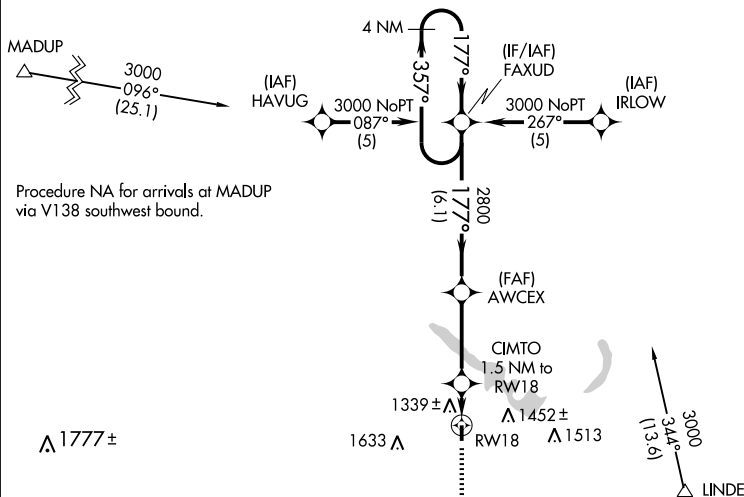 4 NM
177°
357°
(IF/IAF)
FAXUD
MADUP
3000
096°
(25.1)
(IAF)
HAVUG
3000 NoPT
087°
(5)
3000 NoPT
267°
(5)
(IAF)
IRLOW
Procedure NA for arrivals at MADUP
via V138 southwest bound.
2800
177°
(6.1)
(FAF)
AWCEX
CIMTO
1.5 NM to
RW18
1339 ±
1452 ±
1513
RW18
1633
1777 ±
3000
344°
(13.6)
LINDE